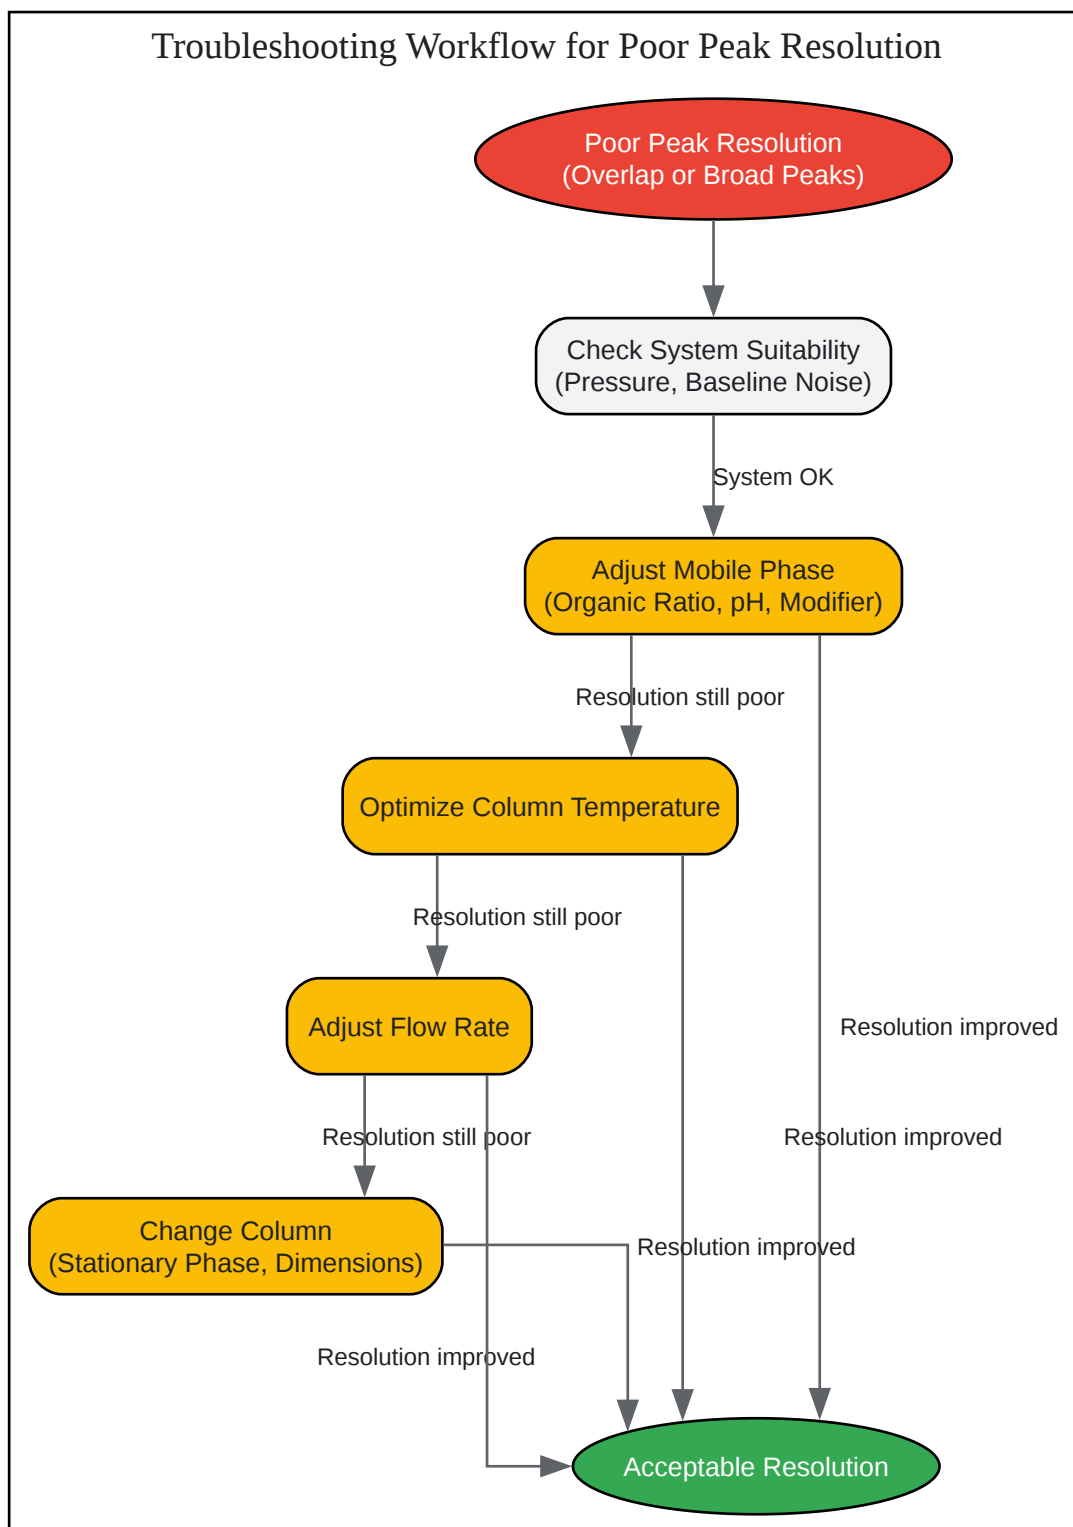 Troubleshooting Workflow for Poor Peak Resolution
Poor Peak Resolution
(Overlap or Broad Peaks)
Check System Suitability
(Pressure, Baseline Noise)
System OK
Adjust Mobile Phase
(Organic Ratio, pH, Modifier)
Resolution still poor
Optimize Column Temperature
Resolution still poor
Adjust Flow Rate
Resolution improved
Resolution still poor
Resolution improved
Change Column
(Stationary Phase, Dimensions)
Resolution improved
Resolution improved
Acceptable Resolution